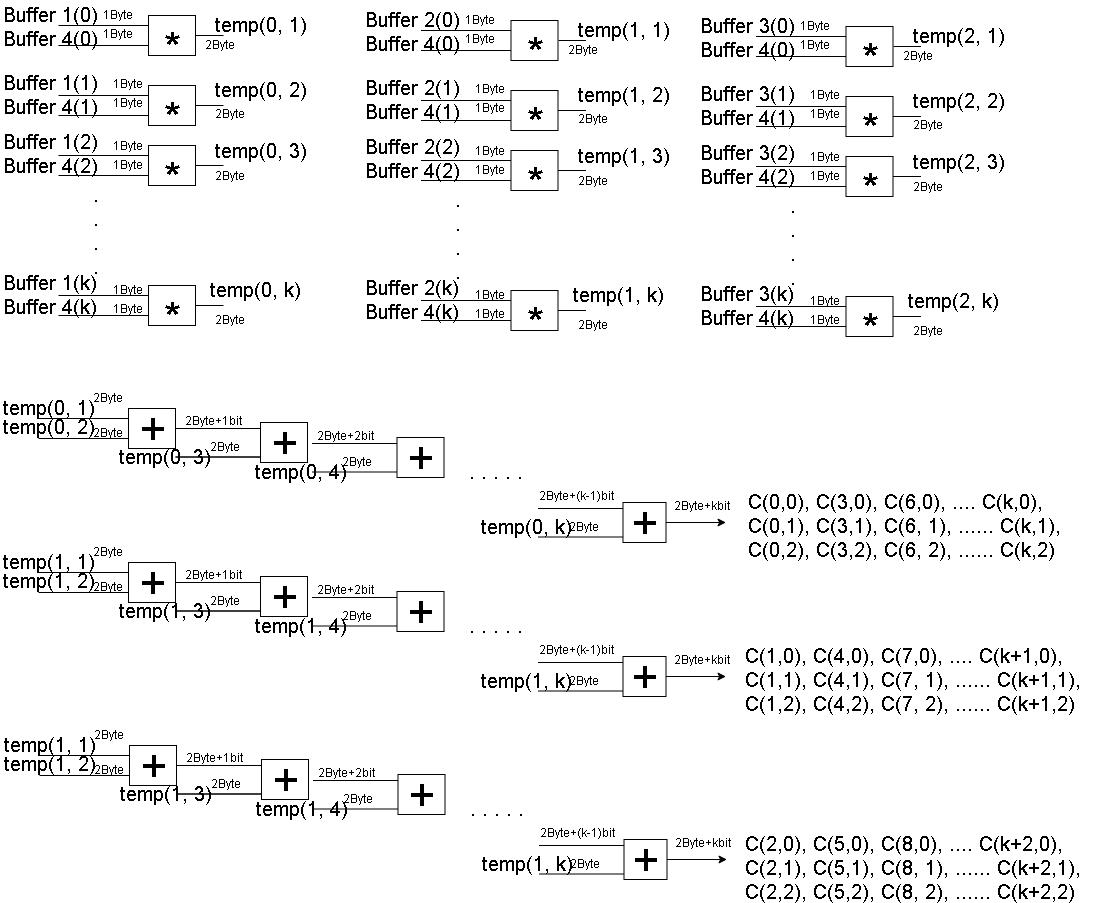 Buffer 1(0) 1Byte
Buffer 4(0) 1Byte
*
temp(0, 1)
2Byte
Buffer 2(0) 1Byte
Buffer 4(0) 1Byte
*
temp(1, 1)
2Byte
Buffer 3(0) 1Byte
Buffer 4(0) 1Byte
*
temp(2, 1)
2Byte
Buffer 1(1) 1Byte
Buffer 4(1) 1Byte
*
temp(0, 2)
2Byte
Buffer 2(1) 1Byte
Buffer 4(1) 1Byte
*
temp(1, 2)
2Byte
Buffer 3(1) 1Byte
Buffer 4(1) 1Byte
*
temp(2, 2)
2Byte
Buffer 1(2) 1Byte
Buffer 4(2) 1Byte
*
temp(0, 3)
2Byte
Buffer 2(2) 1Byte
Buffer 4(2) 1Byte
*
temp(1, 3)
2Byte
Buffer 3(2) 1Byte
Buffer 4(2) 1Byte
*
temp(2, 3)
2Byte
Buffer 1(k) 1Byte
Buffer 4(k) 1Byte
*
temp(0, k)
2Byte
Buffer 2(k) 1Byte
Buffer 4(k) 1Byte
*
temp(1, k)
2Byte
Buffer 3(k) 1Byte
Buffer 4(k) 1Byte
*
temp(2, k)
2Byte
temp(0, 1) 2Byte
temp(0, 2) 2Byte
+
2Byte+1bit
temp(0, 3) 2Byte
+
2Byte+2bit
temp(0, 4) 2Byte
+
. . . . .
2Byte+(k-1)bit
temp(0, k) 2Byte
+
2Byte+kbit
C(0,0), C(3,0), C(6,0), .... C(k,0),
C(0,1), C(3,1), C(6, 1), ...... C(k,1),
C(0,2), C(3,2), C(6, 2), ...... C(k,2)
temp(1, 1) 2Byte
temp(1, 2) 2Byte
+
2Byte+1bit
temp(1, 3) 2Byte
+
2Byte+2bit
temp(1, 4) 2Byte
+
. . . . .
2Byte+(k-1)bit
temp(1, k) 2Byte
+
2Byte+kbit
C(1,0), C(4,0), C(7,0), .... C(k+1,0),
C(1,1), C(4,1), C(7, 1), ...... C(k+1,1),
C(1,2), C(4,2), C(7, 2), ...... C(k+1,2)
temp(1, 1) 2Byte
temp(1, 2) 2Byte
+
2Byte+1bit
temp(1, 3) 2Byte
+
2Byte+2bit
temp(1, 4) 2Byte
+
. . . . .
2Byte+(k-1)bit
temp(1, k) 2Byte
+
2Byte+kbit
C(2,0), C(5,0), C(8,0), .... C(k+2,0),
C(2,1), C(5,1), C(8, 1), ...... C(k+2,1),
C(2,2), C(5,2), C(8, 2), ...... C(k+2,2)